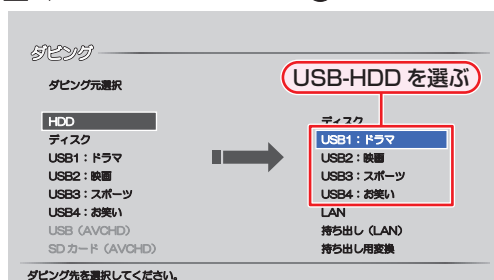 ダビング
ダビング元選択
USB-HDD を選ぶ
HDD
ディスク
USB1：ドラマ
USB2：映画
USB3：スポーツ
USB4：お笑い
USB（AVCHD）
SDカード（AVCHD）
ディスク
USB1：ドラマ
USB2：映画
USB3：スポーツ
USB4：お笑い
LAN
持ち出し（LAN）
持ち出し用変換
ダビング先を選択してください。